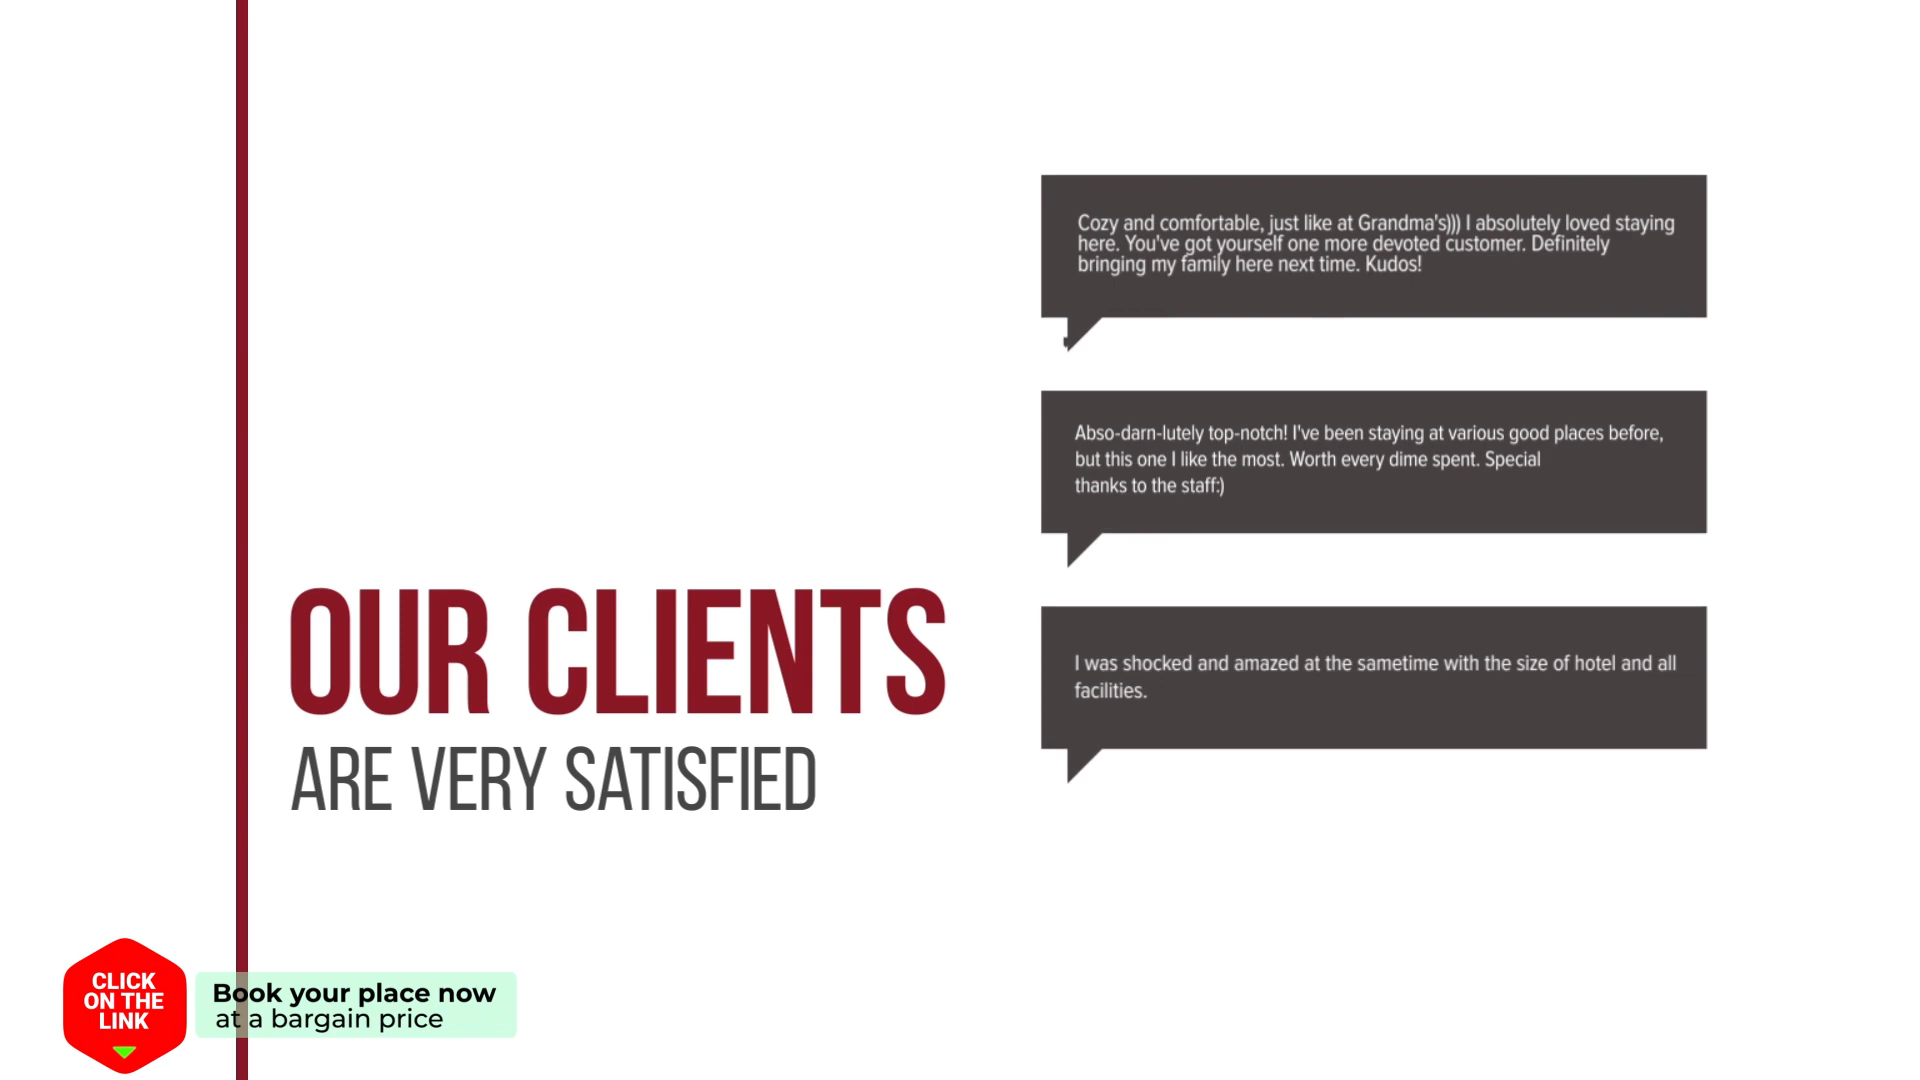 Cozy and comfortable, just like at Grandma's))) I absolutely loved staying
here. You've got yourself one more devoted customer. Definitely
bringing my family here next time. Kudos!
Abso-darn-lutely top-notch! I've been staying at various good places before,
but this one I like the most. Worth every dime spent. Special
thanks to the staff:)
I was shocked and amazed at the sametime with the size of hotel and all
facilities.
OUR CLIENTS
ARE VERY SATISFIED
CLICK
ON THE
LINK
Book your place now
at a bargain price